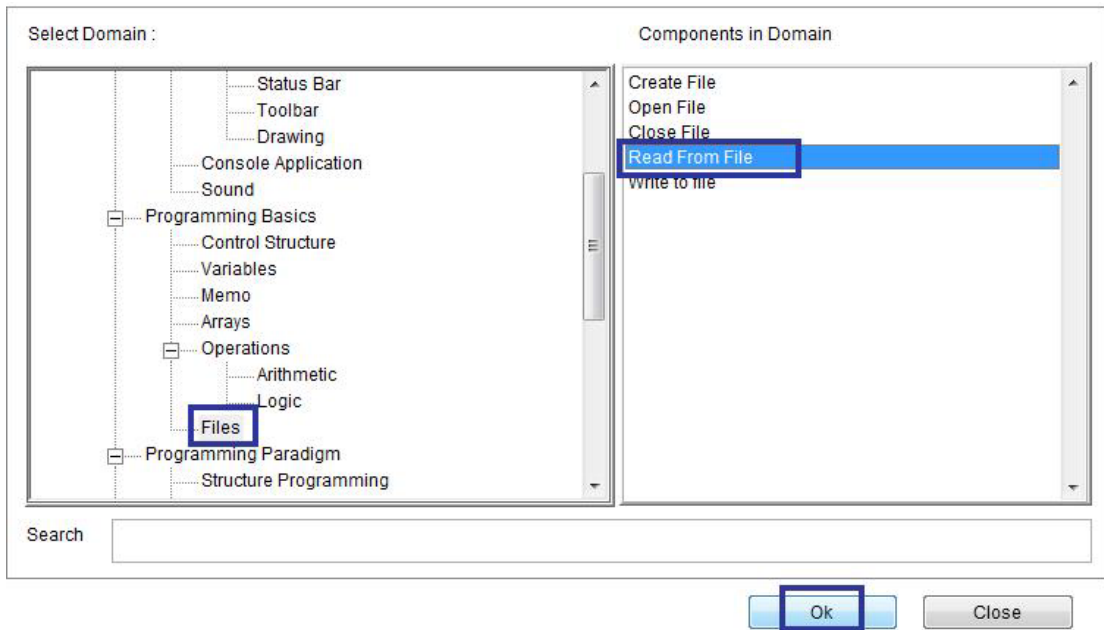 Select Domain :
Components in Domain
Status Bar
Toolbar
Drawing
Console Application
Sound
Programming Basics
Control Structure
Variables
Memo
Arrays
Operations
Arithmetic
Logic
Files
Programming Paradigm
Structure Programming
Create File
Open File
Close File
Read From File
Write to file
Search
Ok
Close